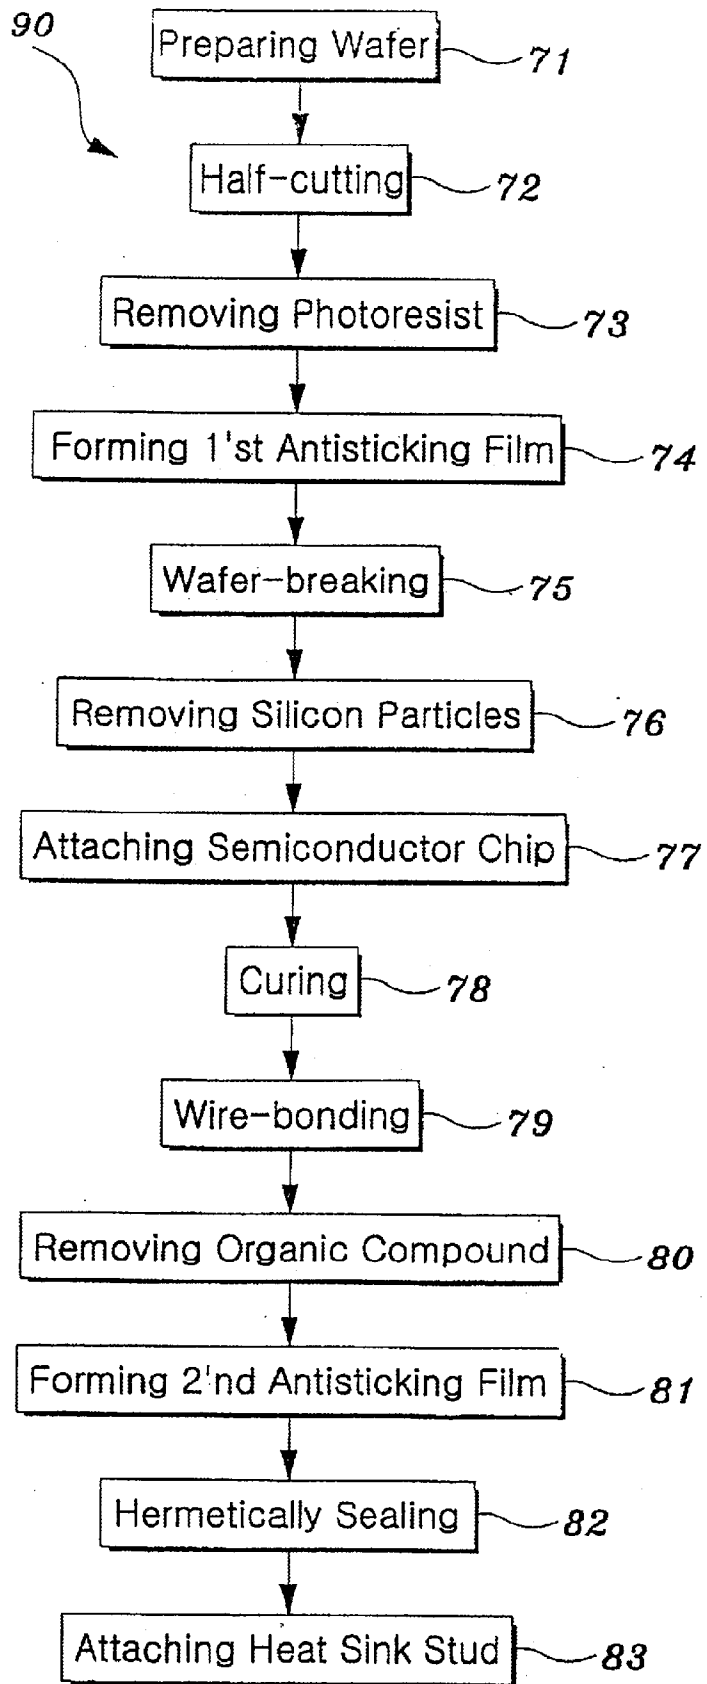 90
Preparing Wafer 71
Half-cutting 72
Removing Photoresist 73
Forming 1'st Antisticking Film 74
Wafer-breaking 75
Removing Silicon Particles 76
Attaching Semiconductor Chip 77
Curing 78
Wire-bonding 79
Removing Organic Compound 80
Forming 2'nd Antisticking Film 81
Hermetically Sealing 82
Attaching Heat Sink Stud 83